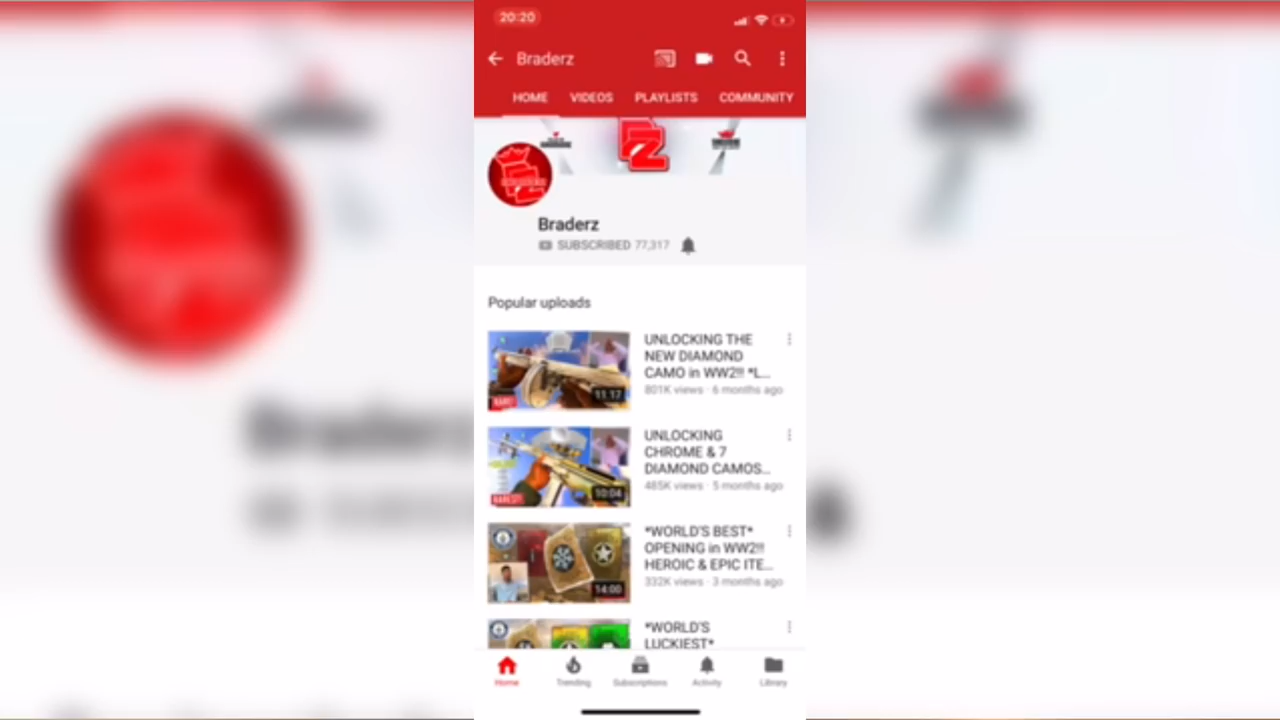 20:20
Braderz
HOME VIDEOS PLAYLISTS COMMUNITY
Braderz
SUBSCRIBED 77,317
Popular uploads
UNLOCKING THE
NEW DIAMOND
CAMO in WW2!!! *L...
801K views · 6 months ago
11:17
UNLOCKING
CHROME & 7
DIAMOND CAMOS...
485K views · 5 months ago
10:04
*WORLD'S BEST*
OPENING in WW2!!
HEROIC & EPIC ITE...
332K views · 3 months ago
14:00
*WORLD'S
LUCKIEST*
Home Trending Subscriptions Activity Library